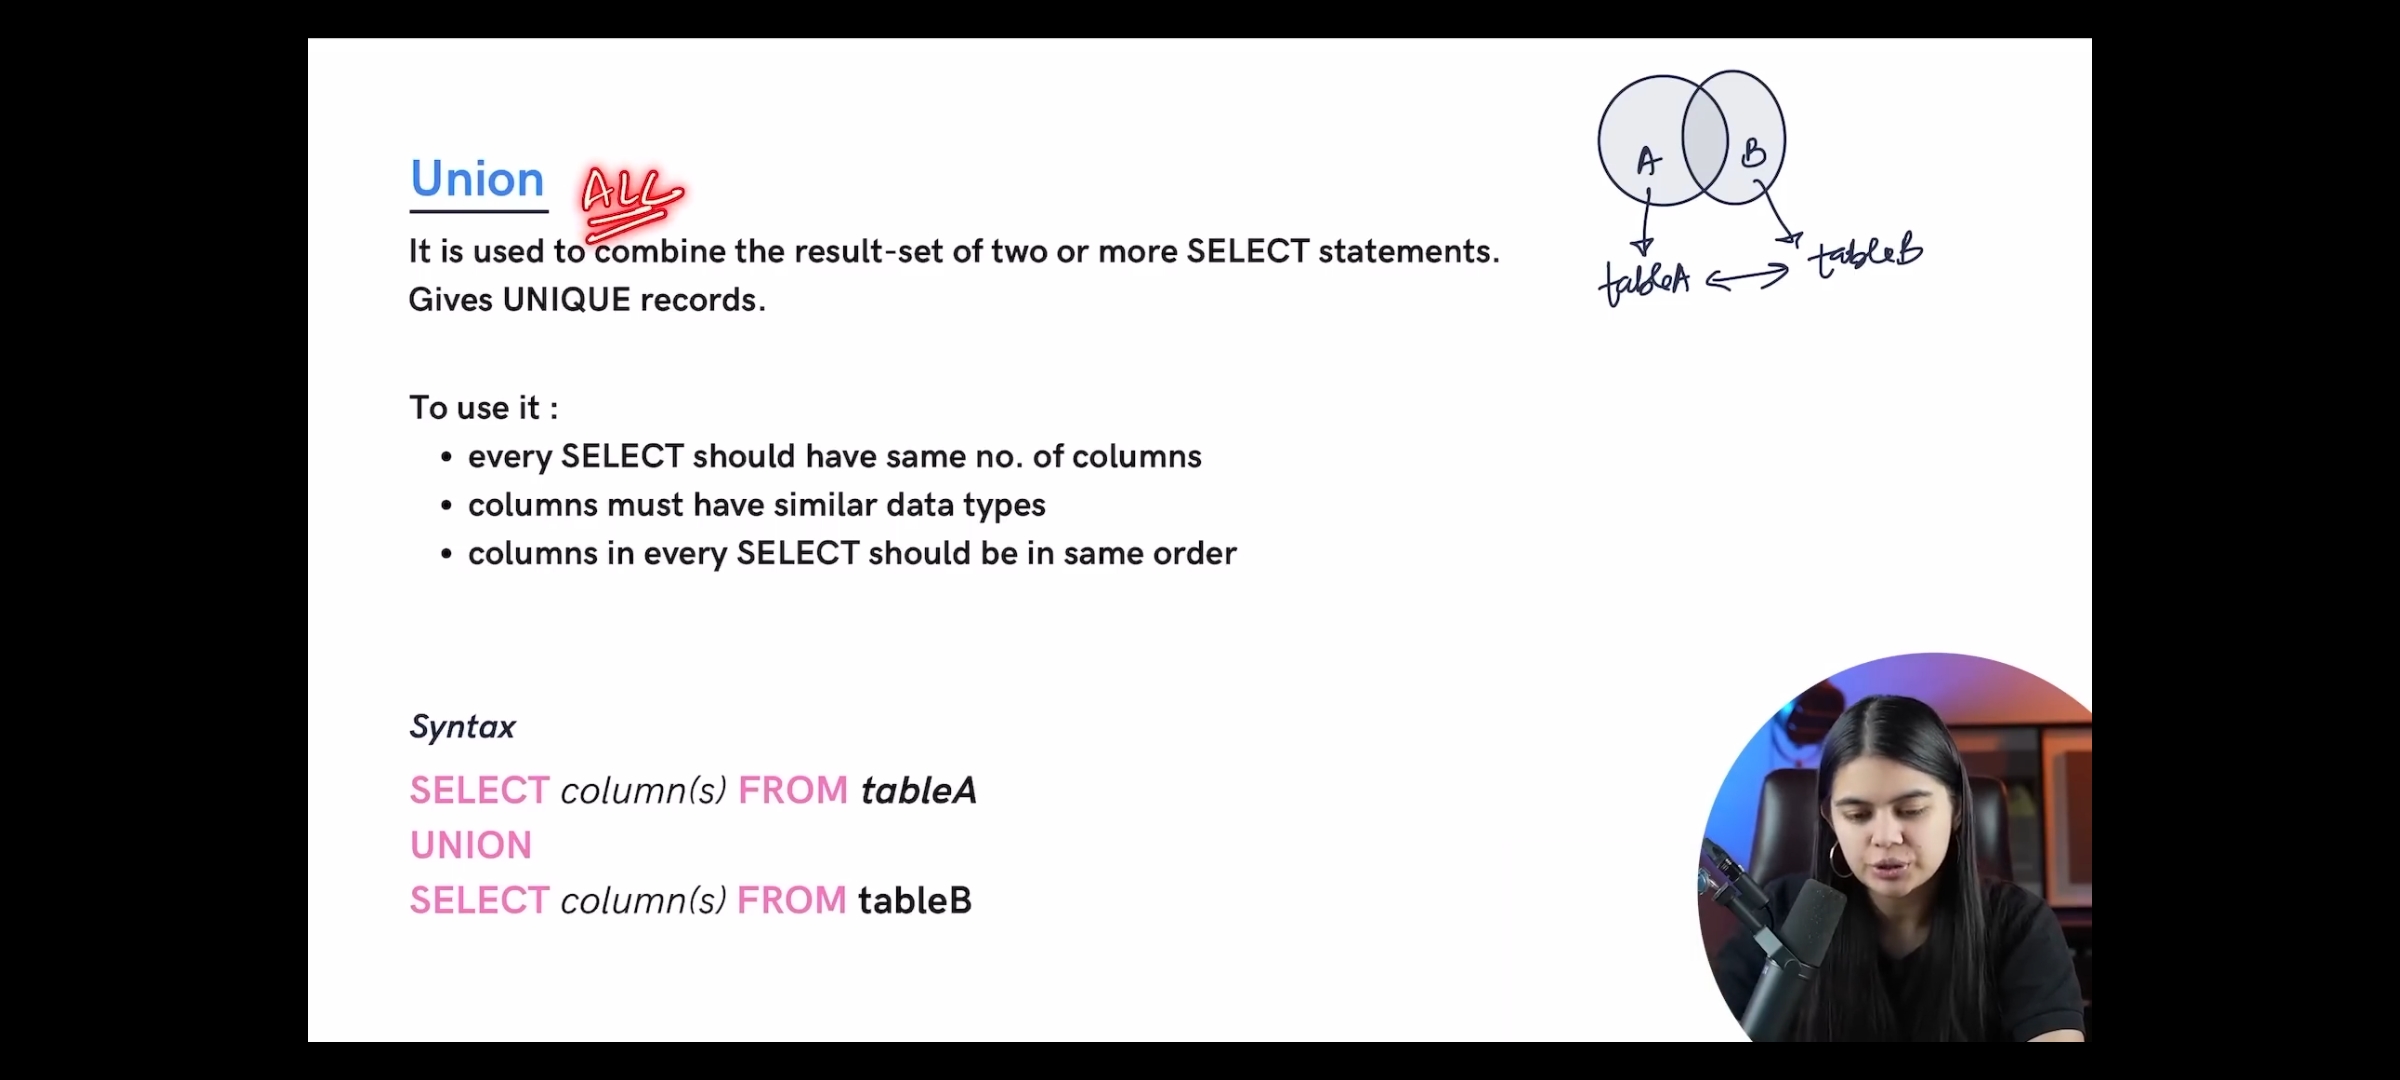 Union ALL
It is used to combine the result-set of two or more SELECT statements.
Gives UNIQUE records.
To use it :
• every SELECT should have same no. of columns
• columns must have similar data types
• columns in every SELECT should be in same order
Syntax
SELECT column(s) FROM tableA
UNION
SELECT column(s) FROM tableB
A B
tableA tableB